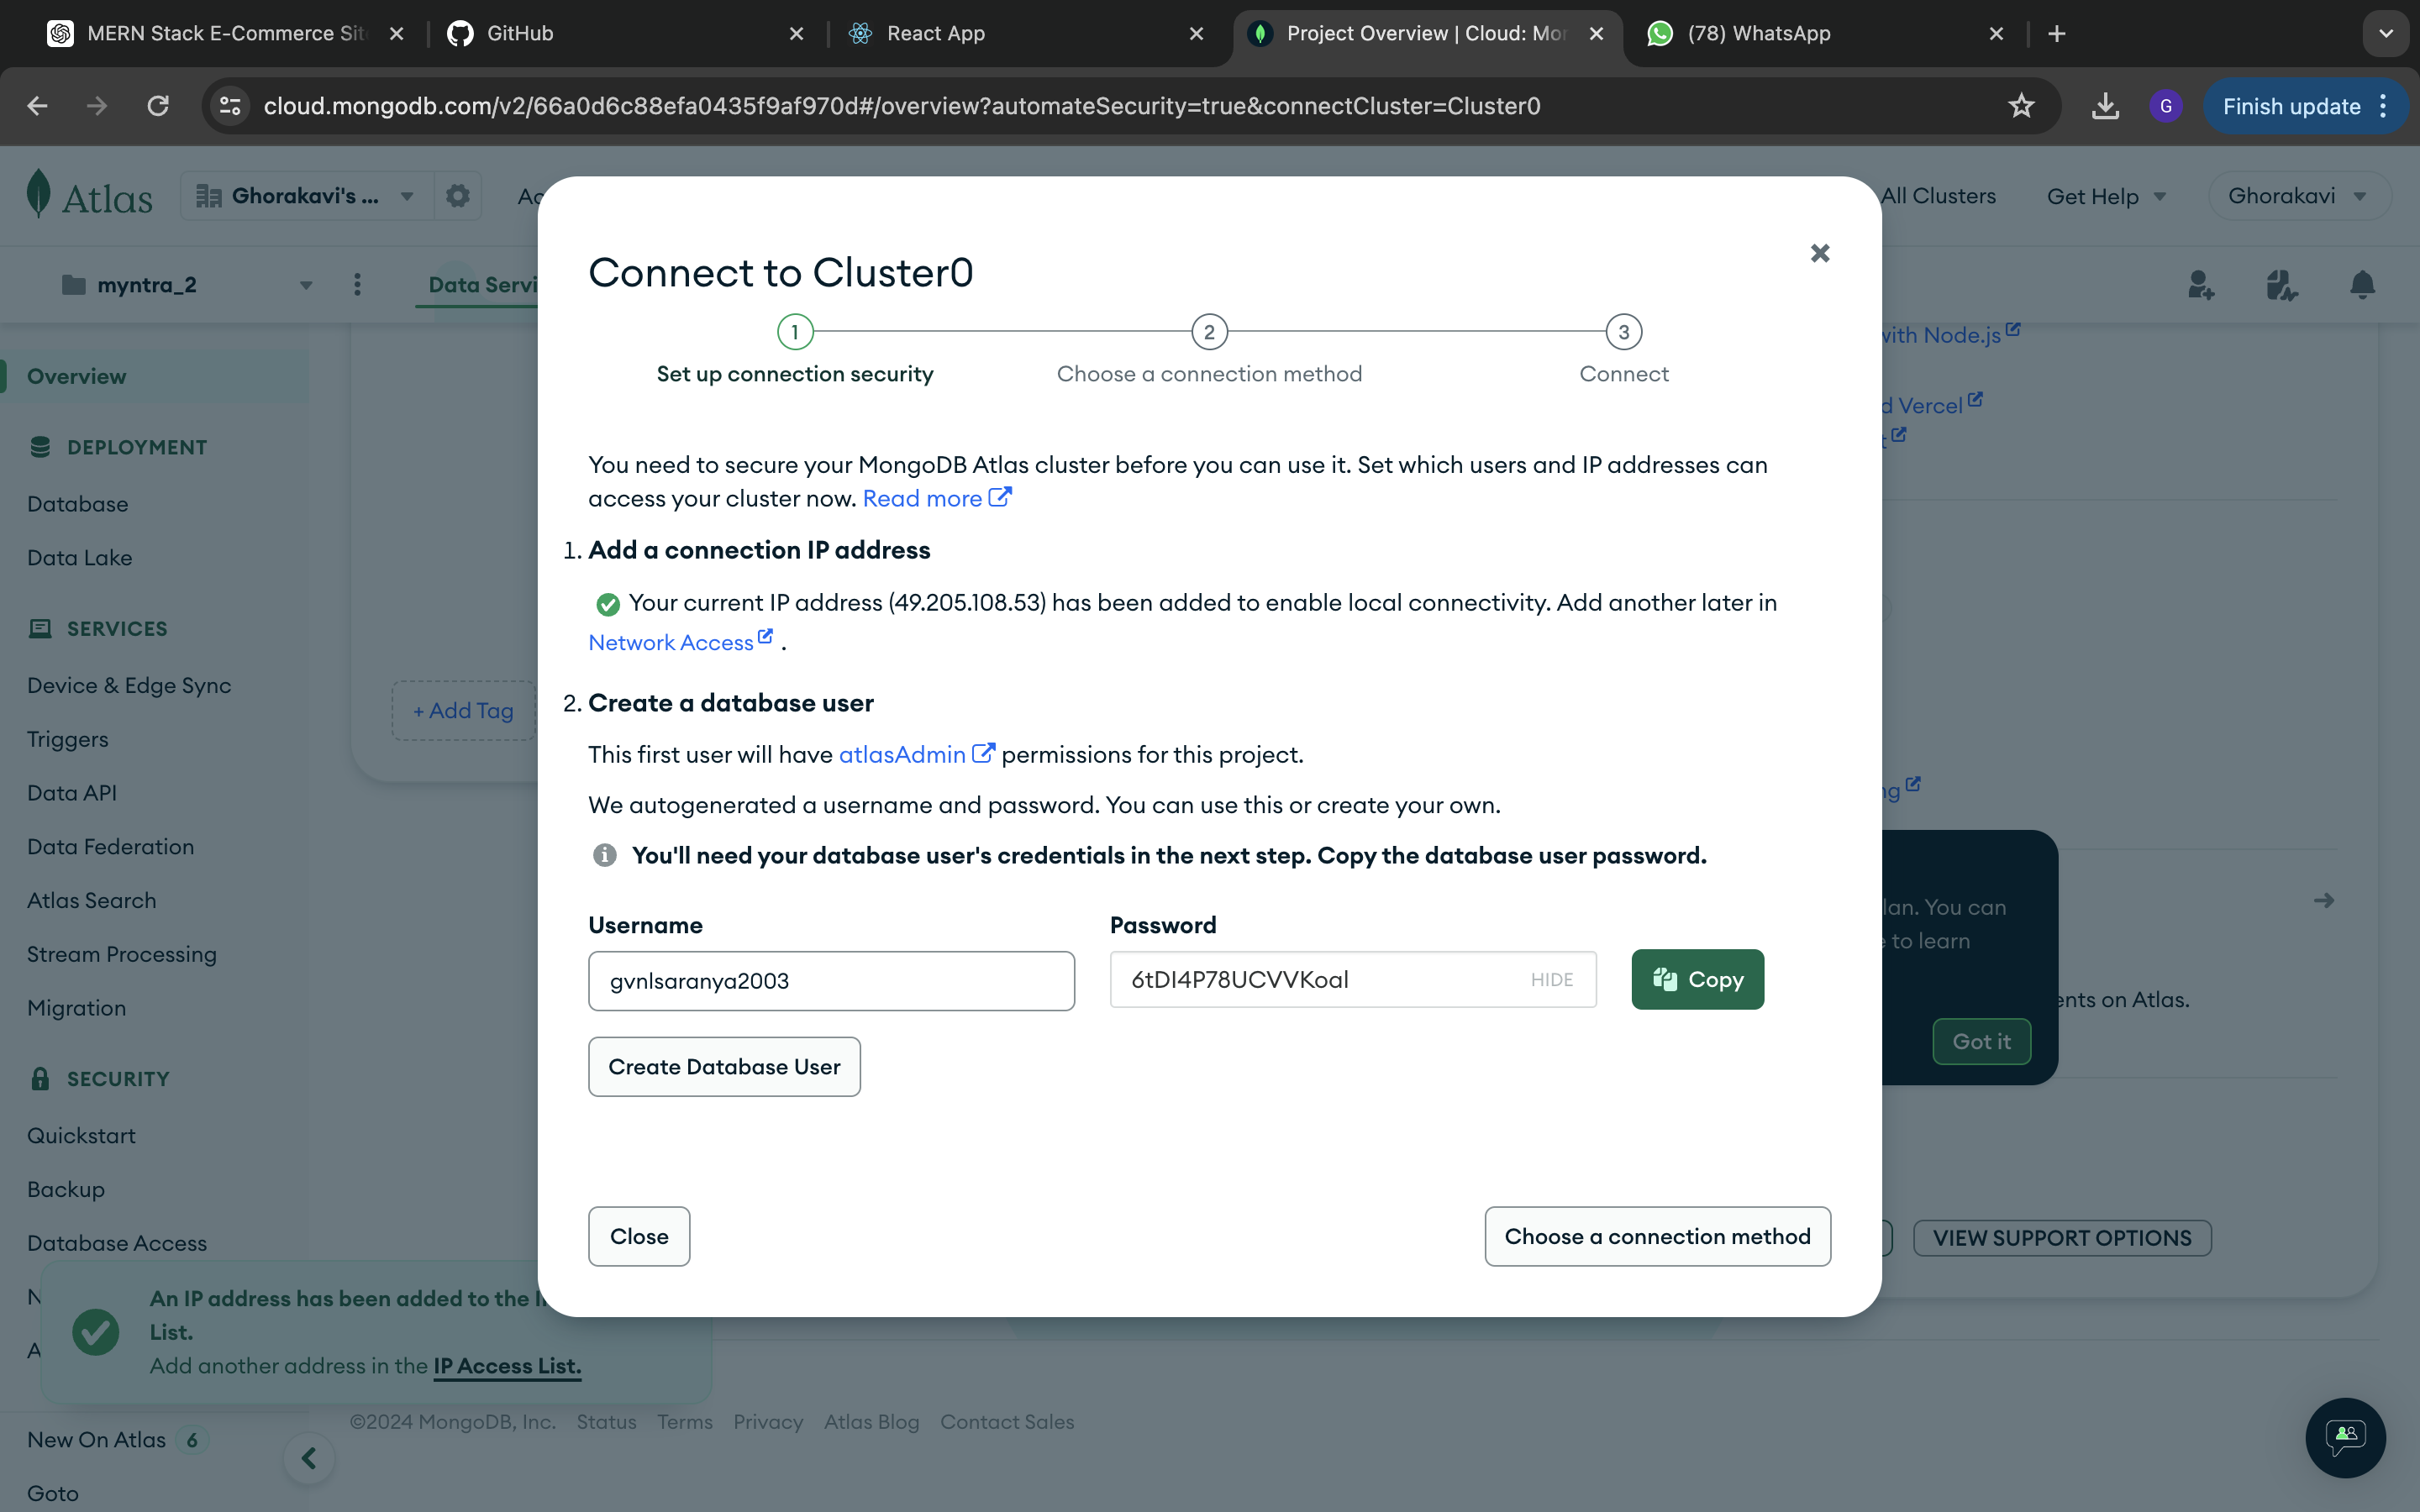 MERN Stack E-Commerce Sit
GitHub
React App
Project Overview | Cloud: Mon
(78) WhatsApp
cloud.mongodb.com/v2/66a0d6c88efa0435f9af970d#/overview?automateSecurity=true&connectCluster=Cluster0
G
Finish update
Atlas
Ghorakavi's ...
Ac
All Clusters
Get Help
Ghorakavi
myntra_2
Data Servi
Overview
DEPLOYMENT
Database
Data Lake
SERVICES
Device & Edge Sync
Triggers
Data API
Data Federation
Atlas Search
Stream Processing
Migration
SECURITY
Quickstart
Backup
Database Access
N
A
New On Atlas 6
Goto
+ Add Tag
Connect to Cluster0
1
2
3
Set up connection security
Choose a connection method
Connect
You need to secure your MongoDB Atlas cluster before you can use it. Set which users and IP addresses can
access your cluster now. Read more
1. Add a connection IP address
Your current IP address (49.205.108.53) has been added to enable local connectivity. Add another later in
Network Access .
2. Create a database user
This first user will have atlasAdmin permissions for this project.
We autogenerated a username and password. You can use this or create your own.
You'll need your database user's credentials in the next step. Copy the database user password.
Username
Password
gvnlsaranya2003
6tDI4P78UCVVKoal
HIDE
Copy
Create Database User
Close
Choose a connection method
with Node.js
d Vercel
t
ng
lan. You can
e to learn
Got it
ents on Atlas.
VIEW SUPPORT OPTIONS
An IP address has been added to the I
List.
Add another address in the IP Access List.
©2024 MongoDB, Inc. Status Terms Privacy Atlas Blog Contact Sales